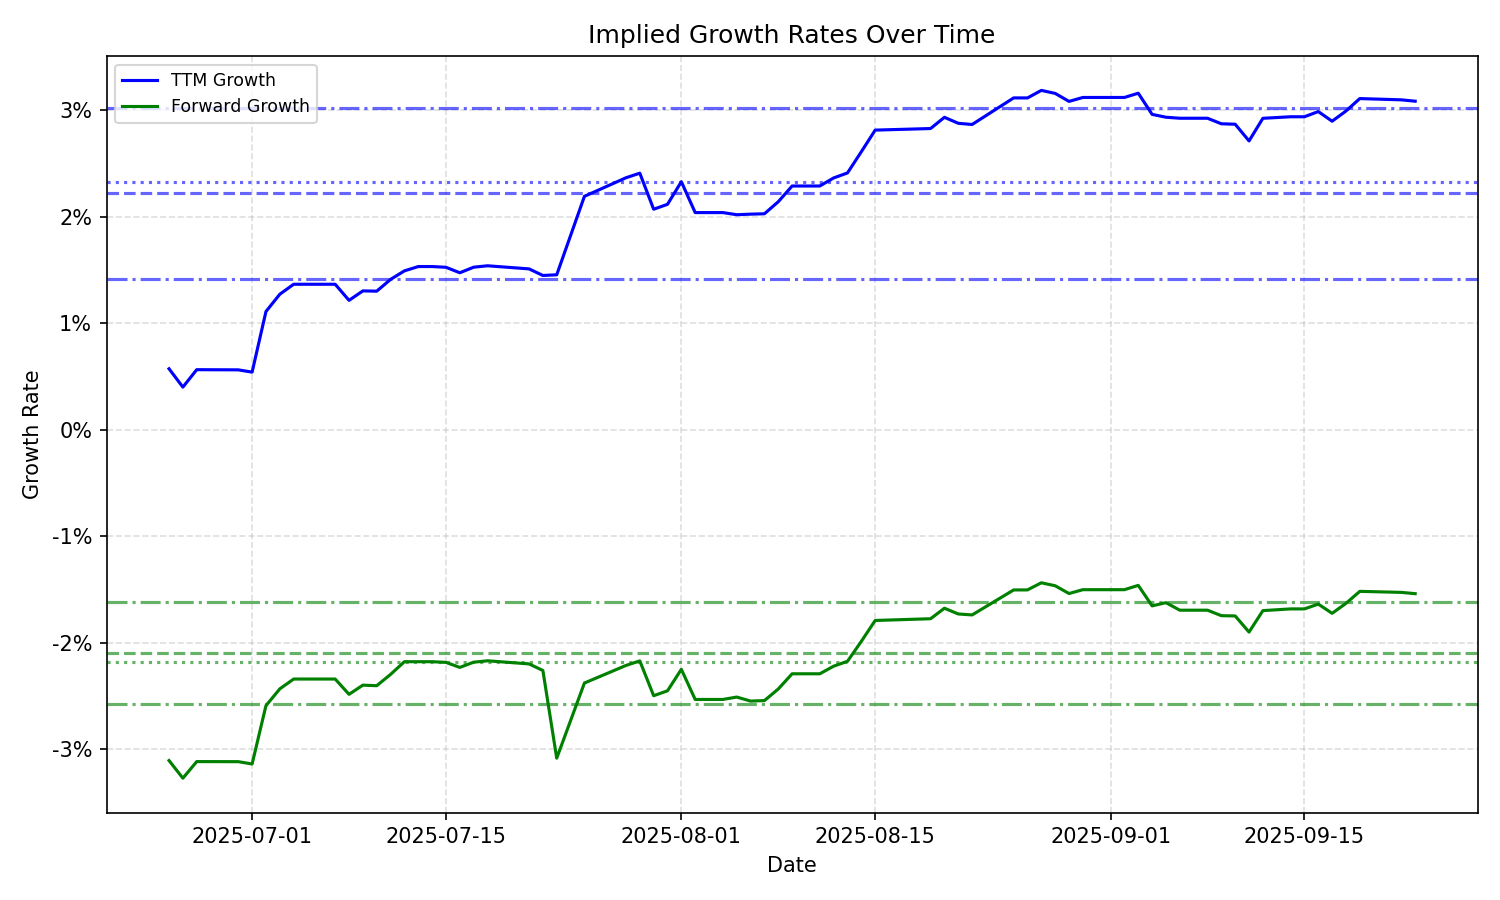 Implied Growth Rates Over Time
TTM Growth
Forward Growth
3%
2%
1%
0%
-1%
-2%
-3%
Growth Rate
2025-07-01
2025-07-15
2025-08-01
2025-08-15
2025-09-01
2025-09-15
Date